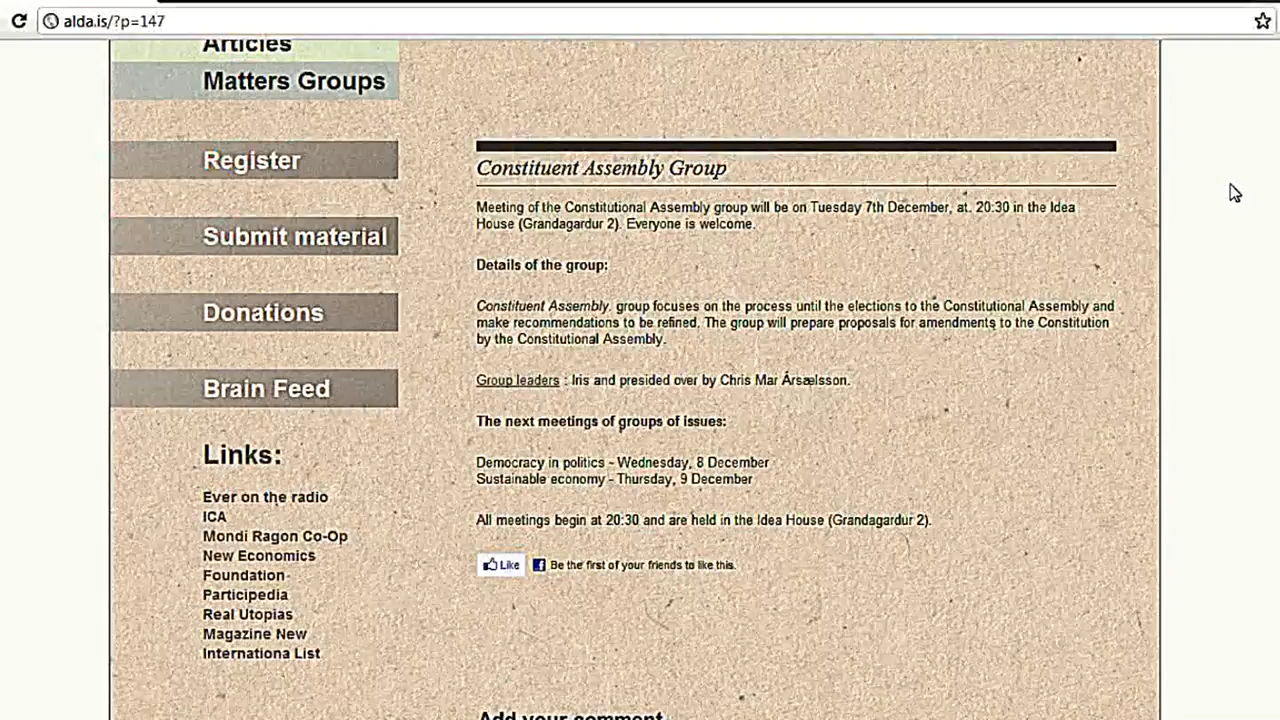 alda.is/?p=147
Articles
Matters Groups
Register
Submit material
Donations
Brain Feed
Links:
Ever on the radio
ICA
Mondi Ragon Co-Op
New Economics
Foundation
Participedia
Real Utopias
Magazine New
Internationa List
Constituent Assembly Group
Meeting of the Constitutional Assembly group will be on Tuesday 7th December, at. 20:30 in the Idea
House (Grandagardur 2). Everyone is welcome.
Details of the group:
Constituent Assembly. group focuses on the process until the elections to the Constitutional Assembly and
make recommendations to be refined. The group will prepare proposals for amendments to the Constitution
by the Constitutional Assembly.
Group leaders : Iris and presided over by Chris Mar Ársælsson.
The next meetings of groups of issues:
Democracy in politics - Wednesday, 8 December
Sustainable economy - Thursday, 9 December
All meetings begin at 20:30 and are held in the Idea House (Grandagardur 2).
Like
Be the first of your friends to like this.
Add your comment